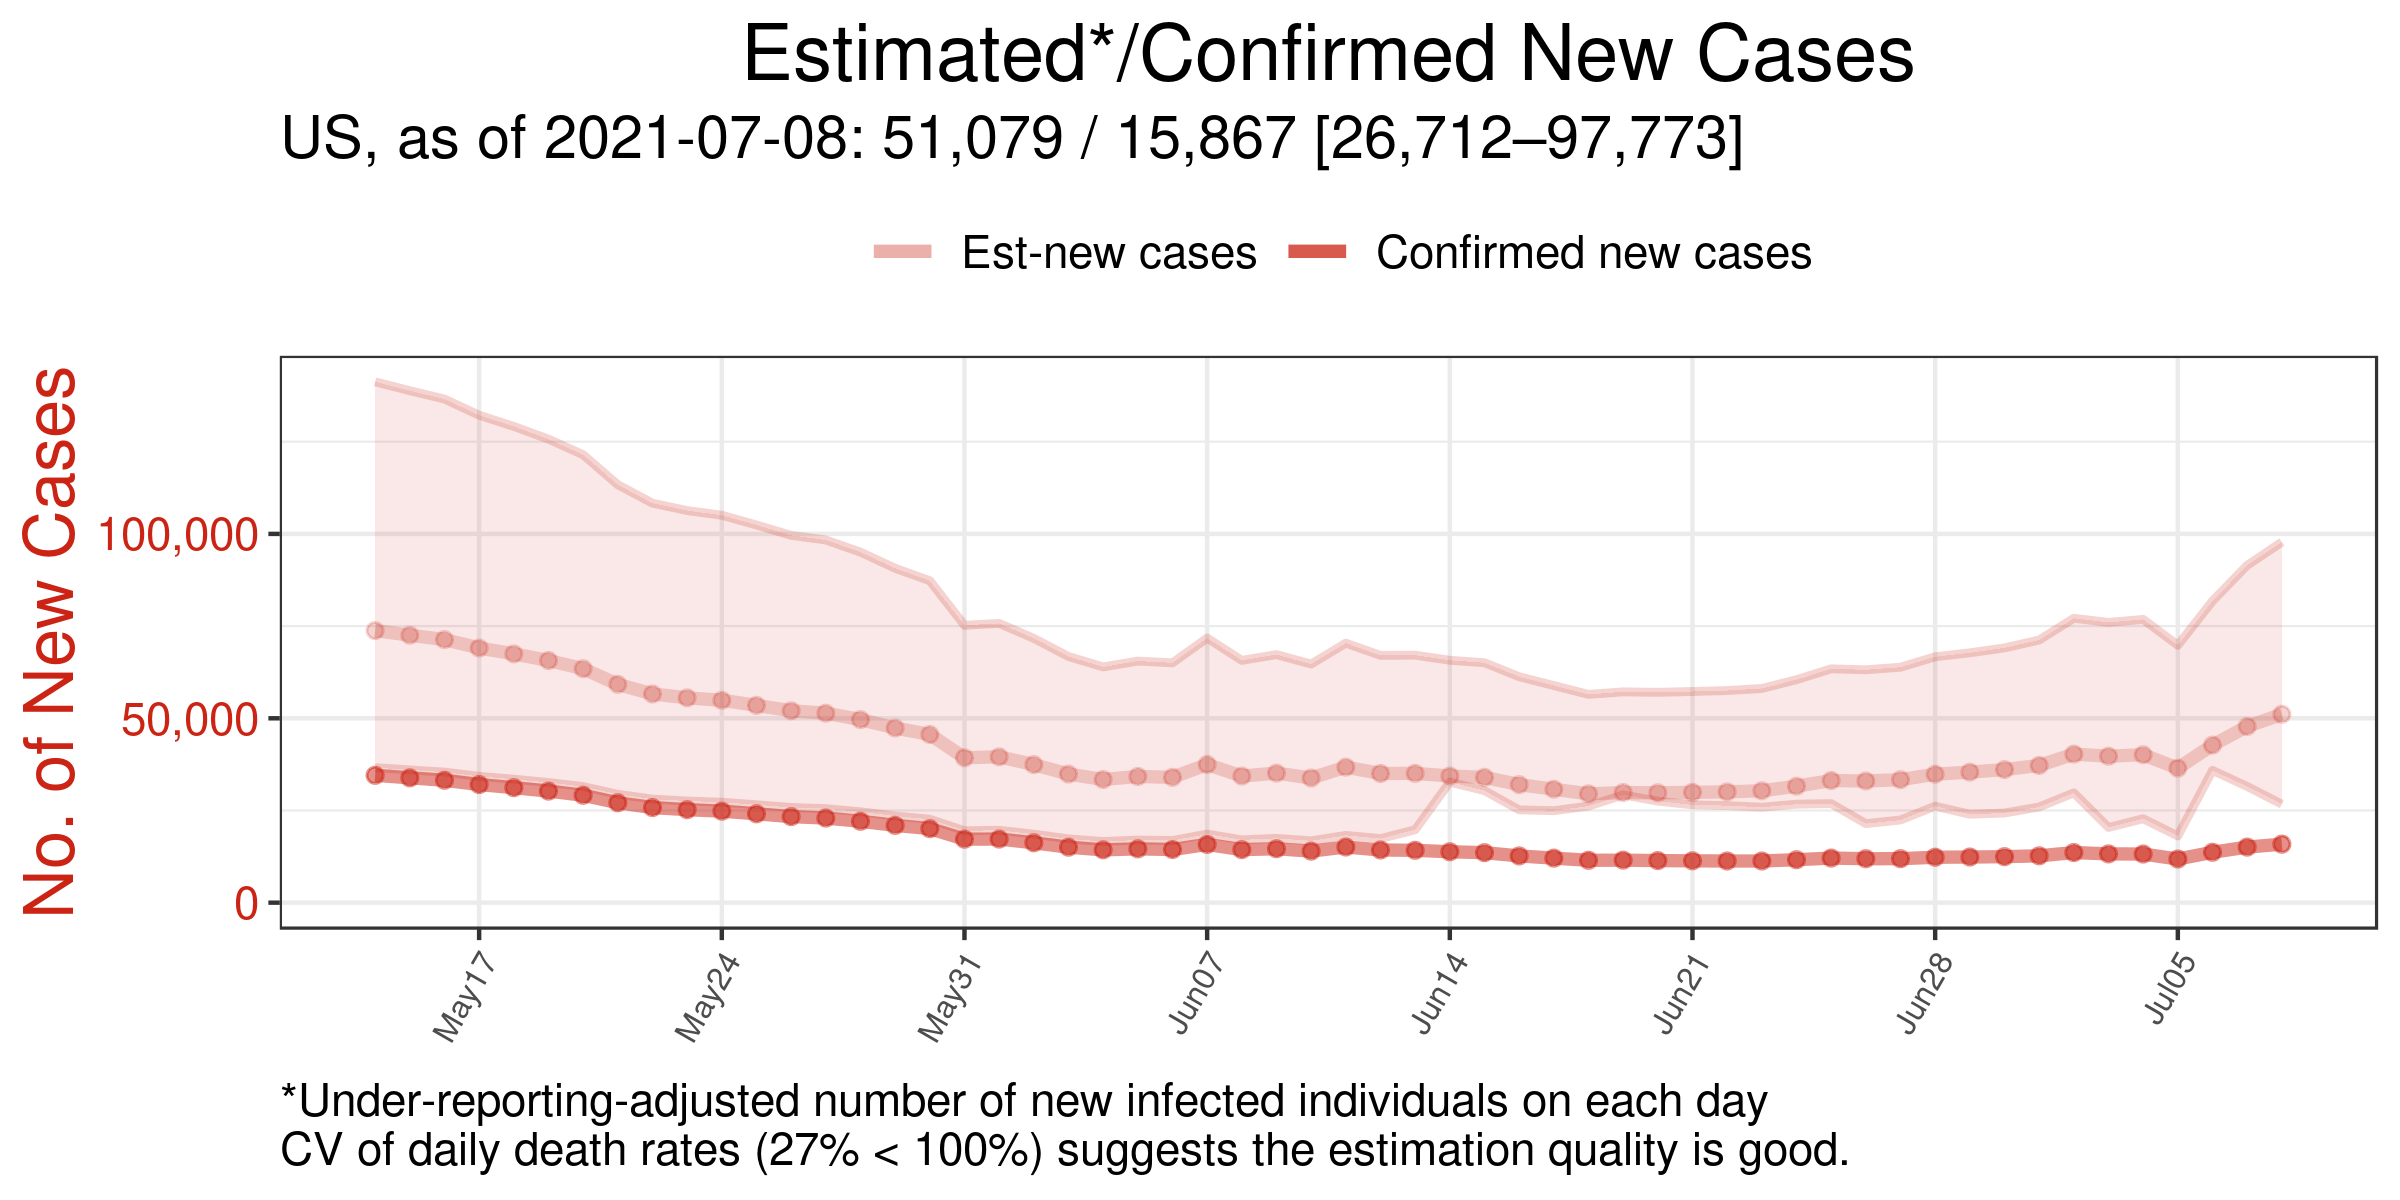 Estimated*/Confirmed New Cases
US, as of 2021-07-08: 51,079 / 15,867 [26,712–97,773]
Est-new cases
Confirmed new cases
No. of New Cases
100,000
50,000
0
May17
May24
May31
Jun07
Jun14
Jun21
Jun28
Jul05
*Under-reporting-adjusted number of new infected individuals on each day
CV of daily death rates (27% < 100%) suggests the estimation quality is good.